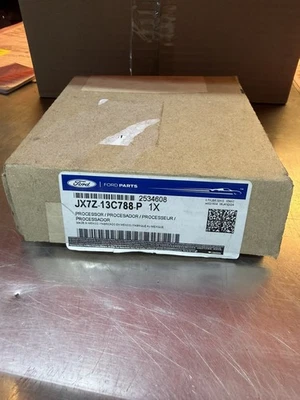 Ford
FORD PARTS
2534608
JX7Z-13C788-P 1X
PROCESSOR / PROCESADOR / PROCESSEUR /
PROCESSADOR